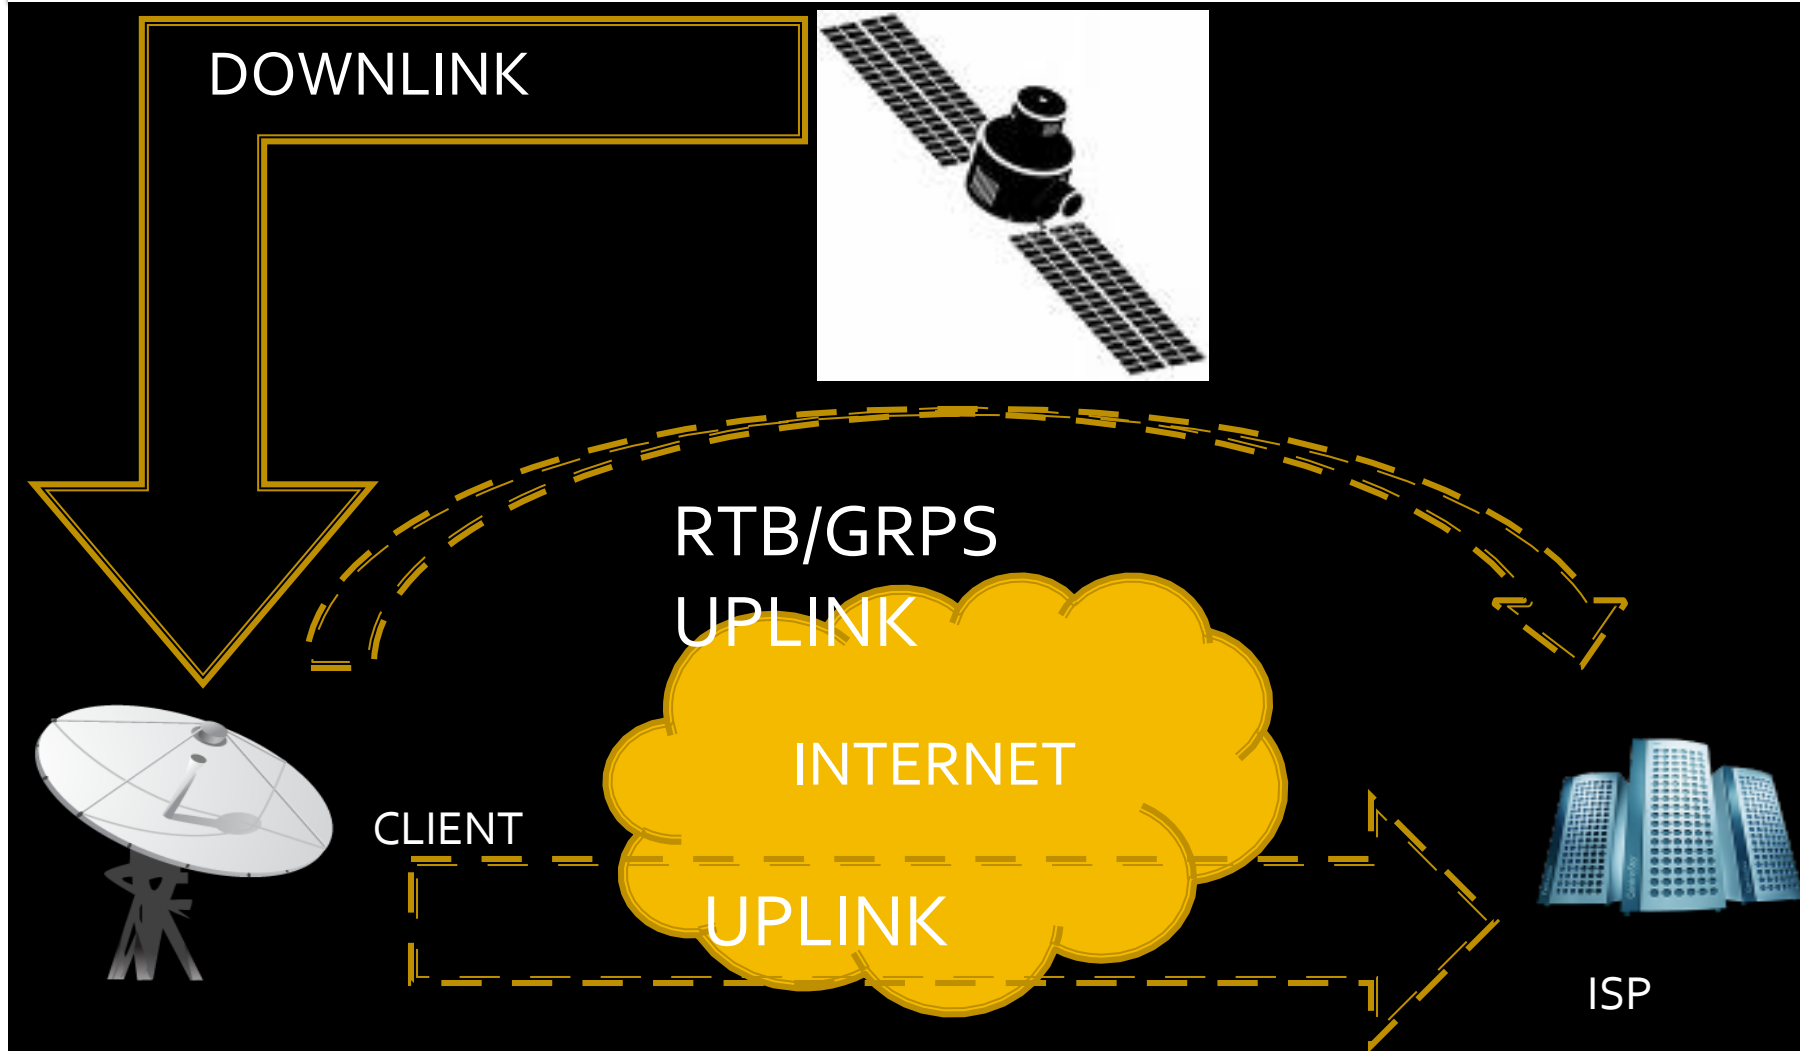 DOWNLINK
RTB/GRPS
UPLINK
INTERNET
CLIENT
UPLINK
ISP